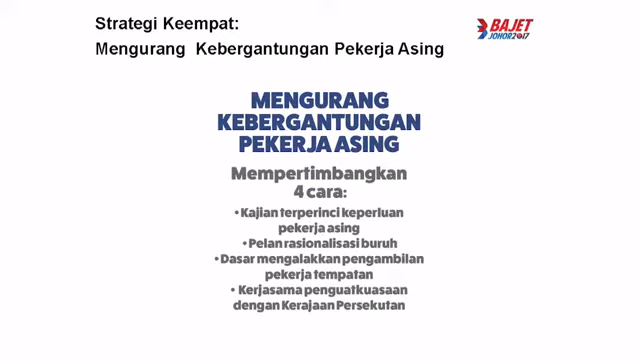 Strategi Keempat:
Mengurang Kebergantungan Pekerja Asing
BAJET
JOHOR2017
MENGURANG
KEBERGANTUNGAN
PEKERJA ASING
Mempertimbangkan
4 cara:
• Kajian terperinci keperluan
pekerja asing
• Pelan rasionalisasi buruh
• Dasar mengalakkan pengambilan
pekerja tempatan
• Kerjasama penguatkuasaan
dengan Kerajaan Persekutan